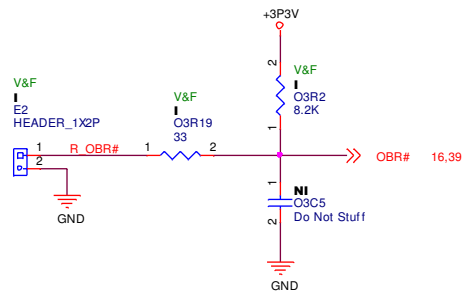 +3P3V
2
V&F
I
O3R2
8.2K
1
V&F
I
E2
HEADER_1X2P
V&F
I
O3R19
33
1
2
R_OBR#
1
2
OBR# 16,39
GND
1
NI
O3C5
Do Not Stuff
2
GND